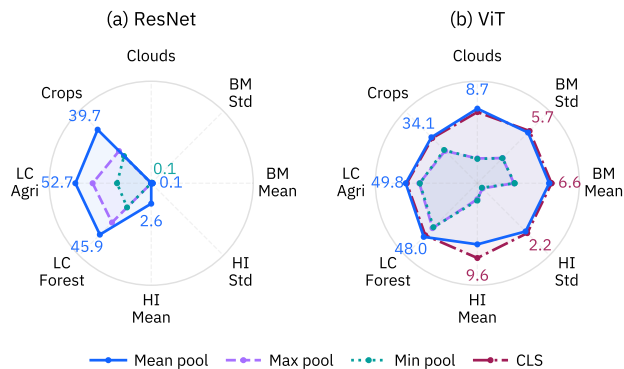 (a) ResNet
(b) ViT
Clouds
BM
Std
BM
Mean
HI
Std
HI
Mean
LC
Forest
LC
Agri
Crops
39.7
52.7
45.9
2.6
0.1
0.1
Clouds
BM
Std
BM
Mean
HI
Std
HI
Mean
LC
Forest
LC
Agri
Crops
8.7
5.7
6.6
2.2
9.6
48.0
49.8
34.1
Mean pool
Max pool
Min pool
CLS